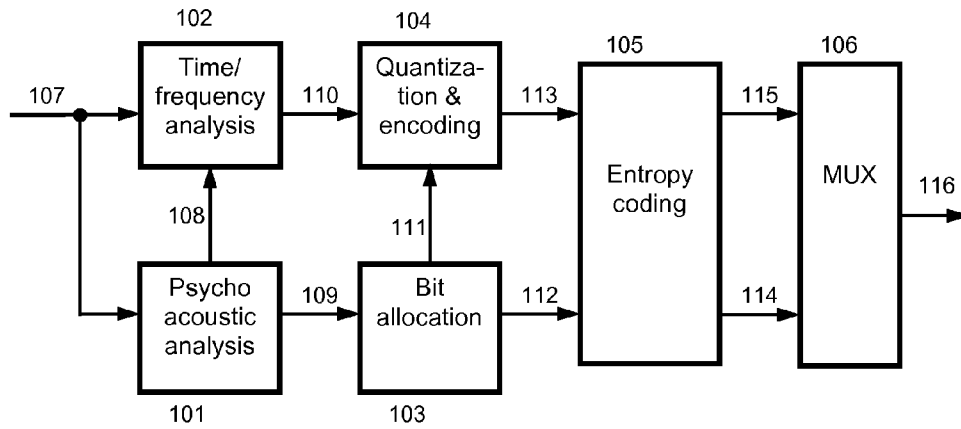 102
104
105
106
107
Time/
frequency
analysis
110
Quantiza-
tion &
encoding
113
115
Entropy
coding
MUX
116
108
111
Psycho
acoustic
analysis
109
Bit
allocation
112
114
101
103